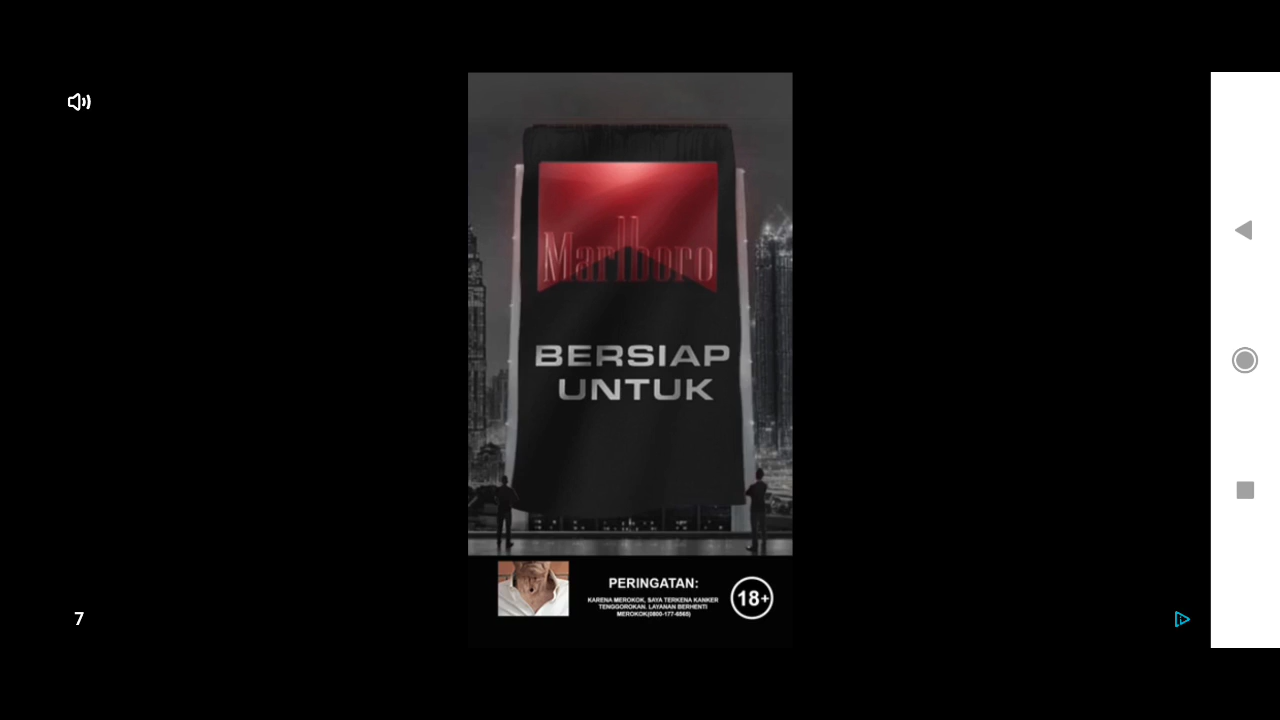 Marlboro
BERSIAP
UNTUK
PERINGATAN:
KARENA MEROKOK, SAYA TERKENA KANKER
TENGGOROKAN. LAYANAN BERHENTI
MEROKOK(0800-177-6565)
18+
7